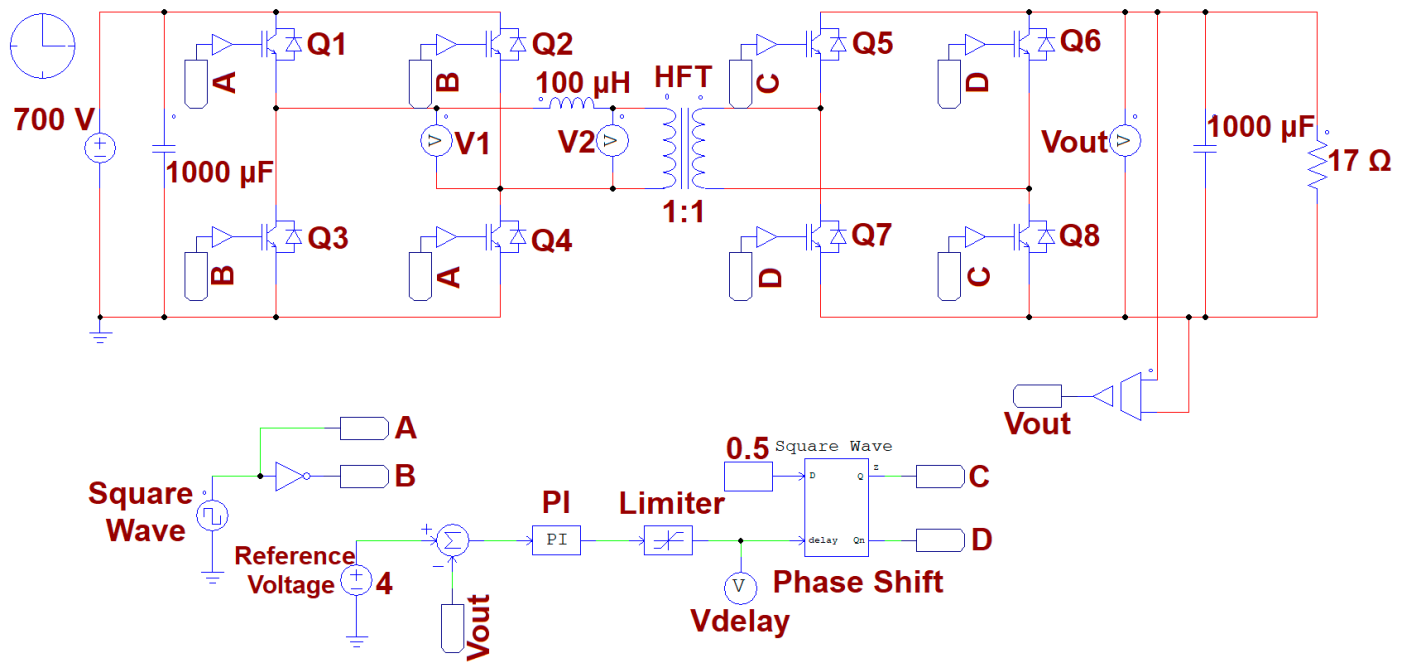 Q1
Q2
Q5
Q6
A
B
C
D
100 µH
HFT
700 V
V1
V2
Vout
1000 µF
1000 µF
17 Ω
1:1
Q3
Q4
Q7
Q8
B
A
D
C
V
V
V
Vout
A
B
Square
Wave
0.5
Square Wave
D
Q
z
delay
Qn
C
D
PI
PI
Limiter
Reference
Voltage
4
+
−
Σ
Vout
V
Vdelay
Phase Shift